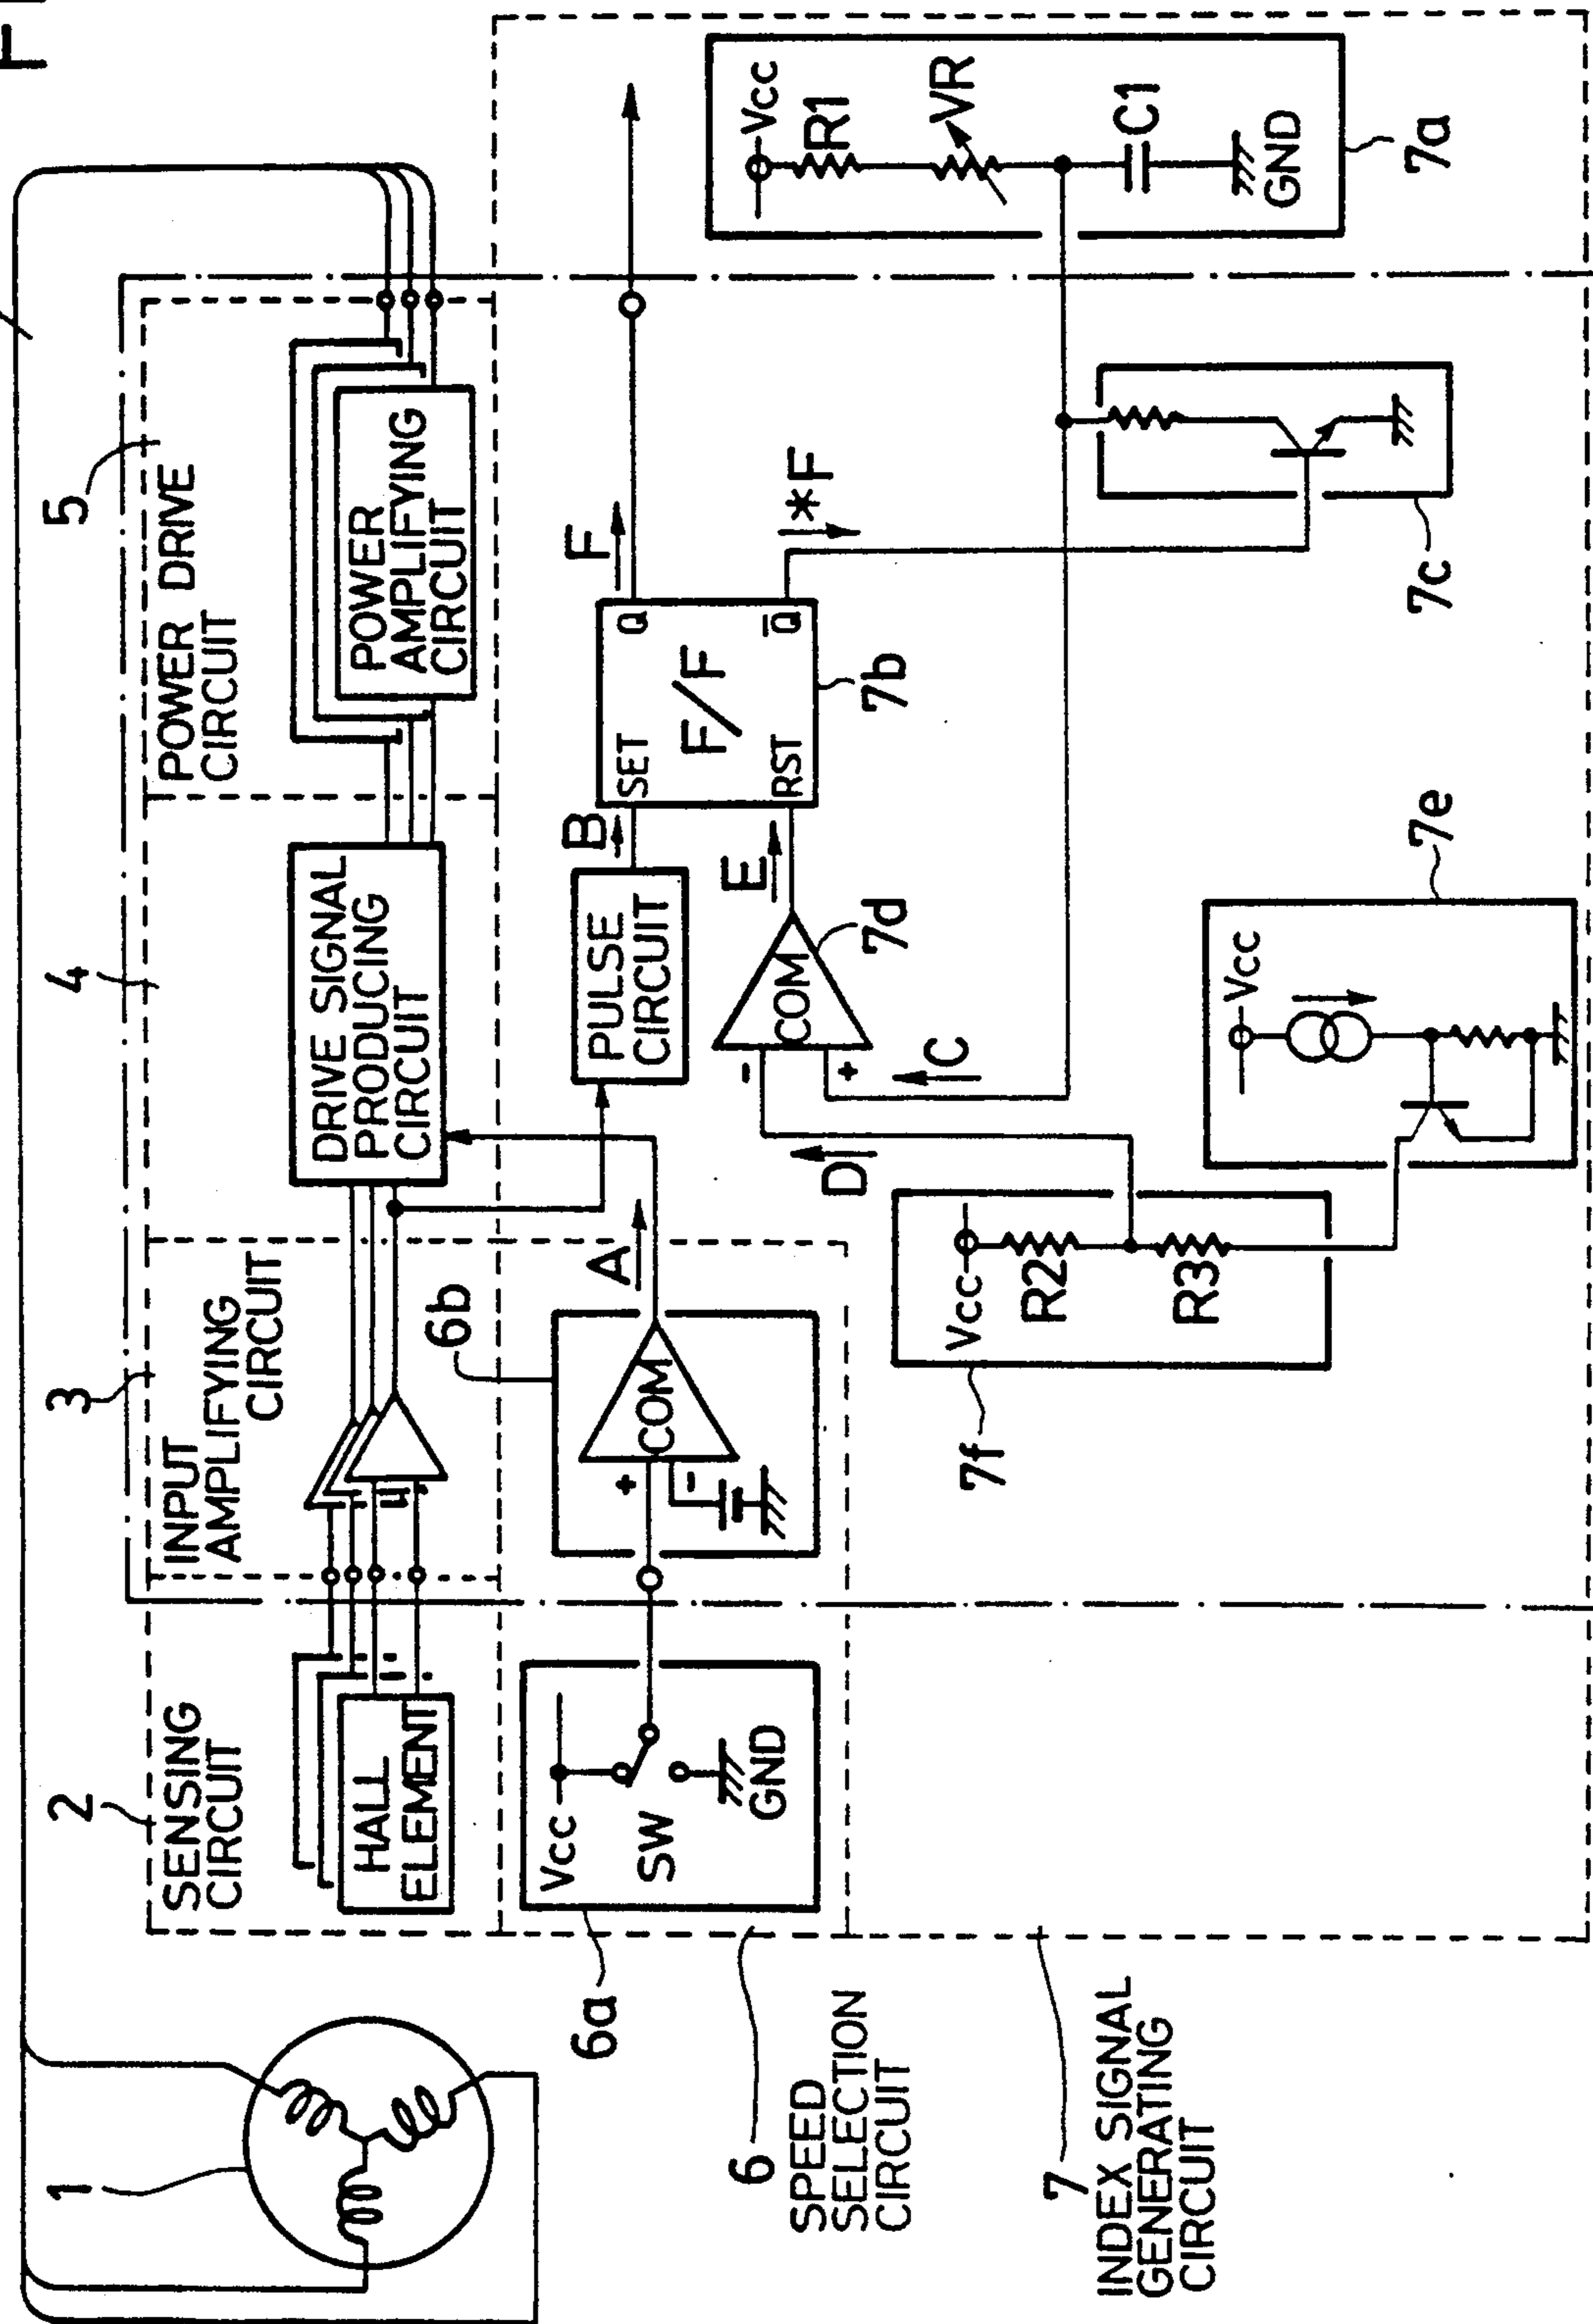 1
2
SENSING
CIRCUIT
HALL
ELEMENT
3
INPUT
AMPLIFYING
CIRCUIT
4
DRIVE SIGNAL
PRODUCING
CIRCUIT
5
POWER DRIVE
CIRCUIT
POWER
AMPLIFYING
CIRCUIT
6
SPEED
SELECTION
CIRCUIT
6a
Vcc
SW
GND
6b
+
-
COM
A
PULSE
CIRCUIT
B
SET
RST
F/F
Q
Q̅
7b
F
*F
7
INDEX SIGNAL
GENERATING
CIRCUIT
7f
Vcc
R2
R3
D
C
-
+
COM
7d
E
7e
Vcc
7c
Vcc
R1
VR
C1
GND
7a